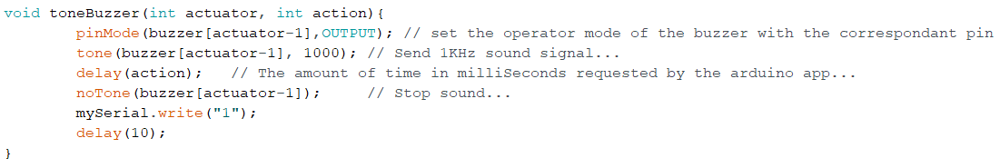 void toneBuzzer(int actuator, int action){
pinMode(buzzer[actuator-1],OUTPUT); // set the operator mode of the buzzer with the correspondant pin
tone(buzzer[actuator-1], 1000); // Send 1KHz sound signal...
delay(action);   // The amount of time in milliSeconds requested by the arduino app...
noTone(buzzer[actuator-1]);     // Stop sound...
mySerial.write("1");
delay(10);
}